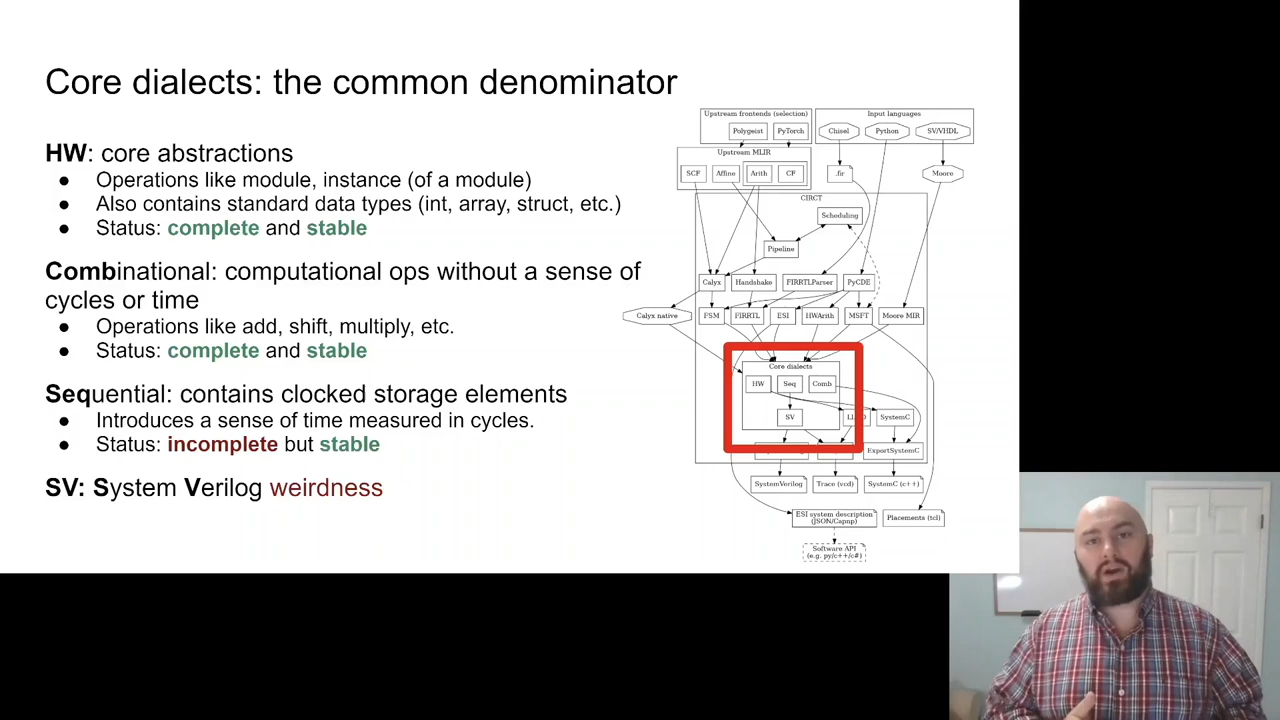 Core dialects: the common denominator
HW: core abstractions
● Operations like module, instance (of a module)
● Also contains standard data types (int, array, struct, etc.)
● Status: complete and stable
Combinational: computational ops without a sense of
cycles or time
● Operations like add, shift, multiply, etc.
● Status: complete and stable
Sequential: contains clocked storage elements
● Introduces a sense of time measured in cycles.
● Status: incomplete but stable
SV: System Verilog weirdness
Upstream frontends (selection)
Polygeist
PyTorch
Input languages
Chisel
Python
SV/VHDL
Upstream MLIR
SCF
Affine
Arith
CF
.fir
Moore
CIRCT
Scheduling
Pipeline
Calyx
Handshake
FIRRTLParser
PyCDE
Calyx native
FSM
FIRRTL
ESI
HWArith
MSFT
Moore MIR
Core dialects
HW
Seq
Comb
SV
SystemC
ExportSystemC
SystemVerilog
Trace (vcd)
SystemC (c++)
ESI system description
(JSON/Capnp)
Placements (tcl)
Software API
(e.g. py/c++/c#)